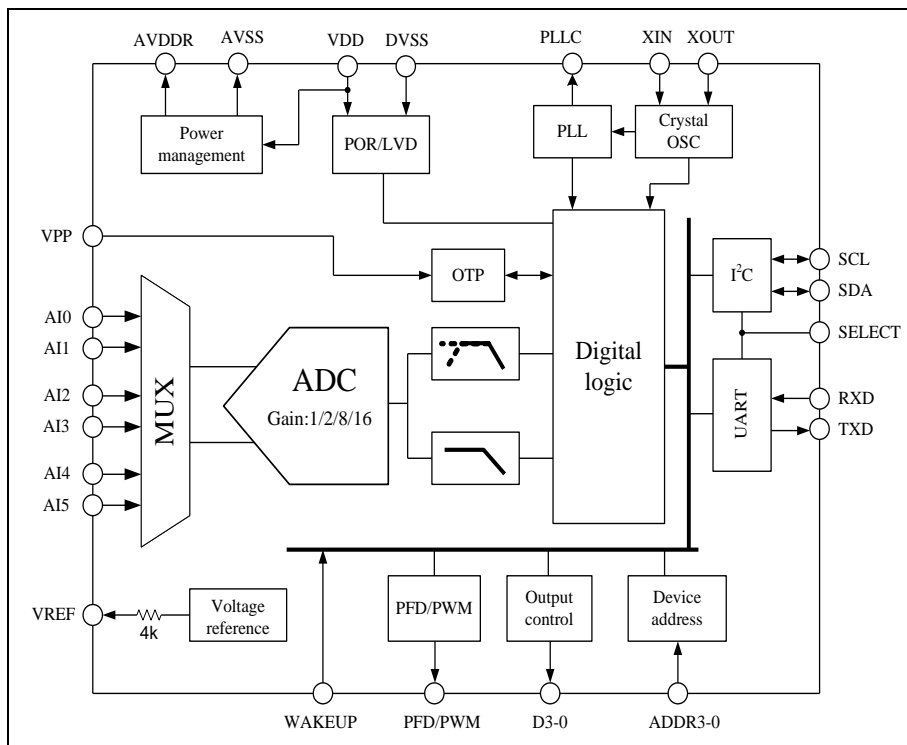 AVDDR AVSS VDD DVSS PLLC XIN XOUT
Power
management
POR/LVD
PLL
Crystal
OSC
VPP
OTP
I²C
SCL
SDA
SELECT
AI0
AI1
AI2
AI3
AI4
AI5
MUX
ADC
Gain:1/2/8/16
Digital
logic
UART
RXD
TXD
VREF
4k
Voltage
reference
PFD/PWM
Output
control
Device
address
WAKEUP PFD/PWM D3-0 ADDR3-0